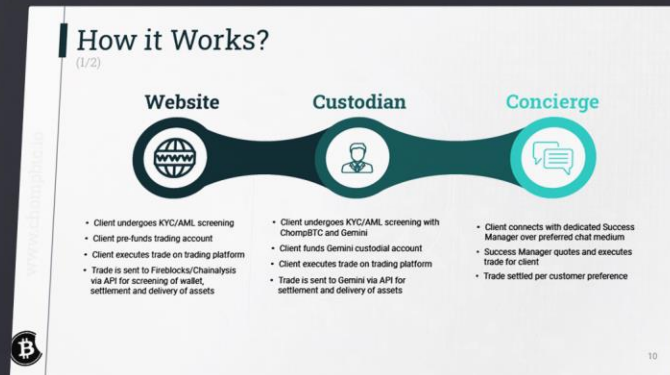 How it Works?
(1/2)
Website
Custodian
Concierge
www
• Client undergoes KYC/AML screening
• Client pre-funds trading account
• Client executes trade on trading platform
• Trade is sent to Fireblocks/Chainalysis
via API for screening of wallet,
settlement and delivery of assets
• Client undergoes KYC/AML screening with
ChompBTC and Gemini
• Client funds Gemini custodial account
• Client executes trade on trading platform
• Trade is sent to Gemini via API for
settlement and delivery of assets
• Client connects with dedicated Success
Manager over preferred chat medium
• Success Manager quotes and executes
trade for client
• Trade settled per customer preference
10